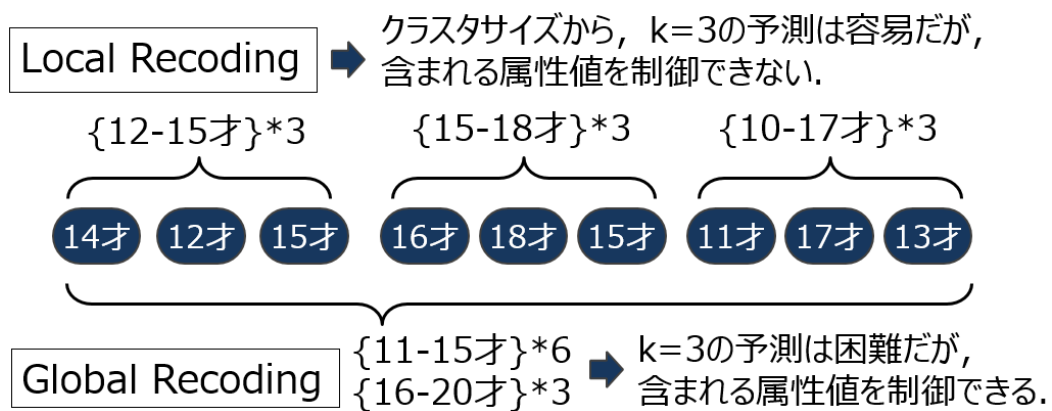 Local Recoding
クラスタサイズから，k=3の予測は容易だが，
含まれる属性値を制御できない．
{12-15才}*3
{15-18才}*3
{10-17才}*3
14才
12才
15才
16才
18才
15才
11才
17才
13才
Global Recoding
{11-15才}*6
{16-20才}*3
k=3の予測は困難だが，
含まれる属性値を制御できる．